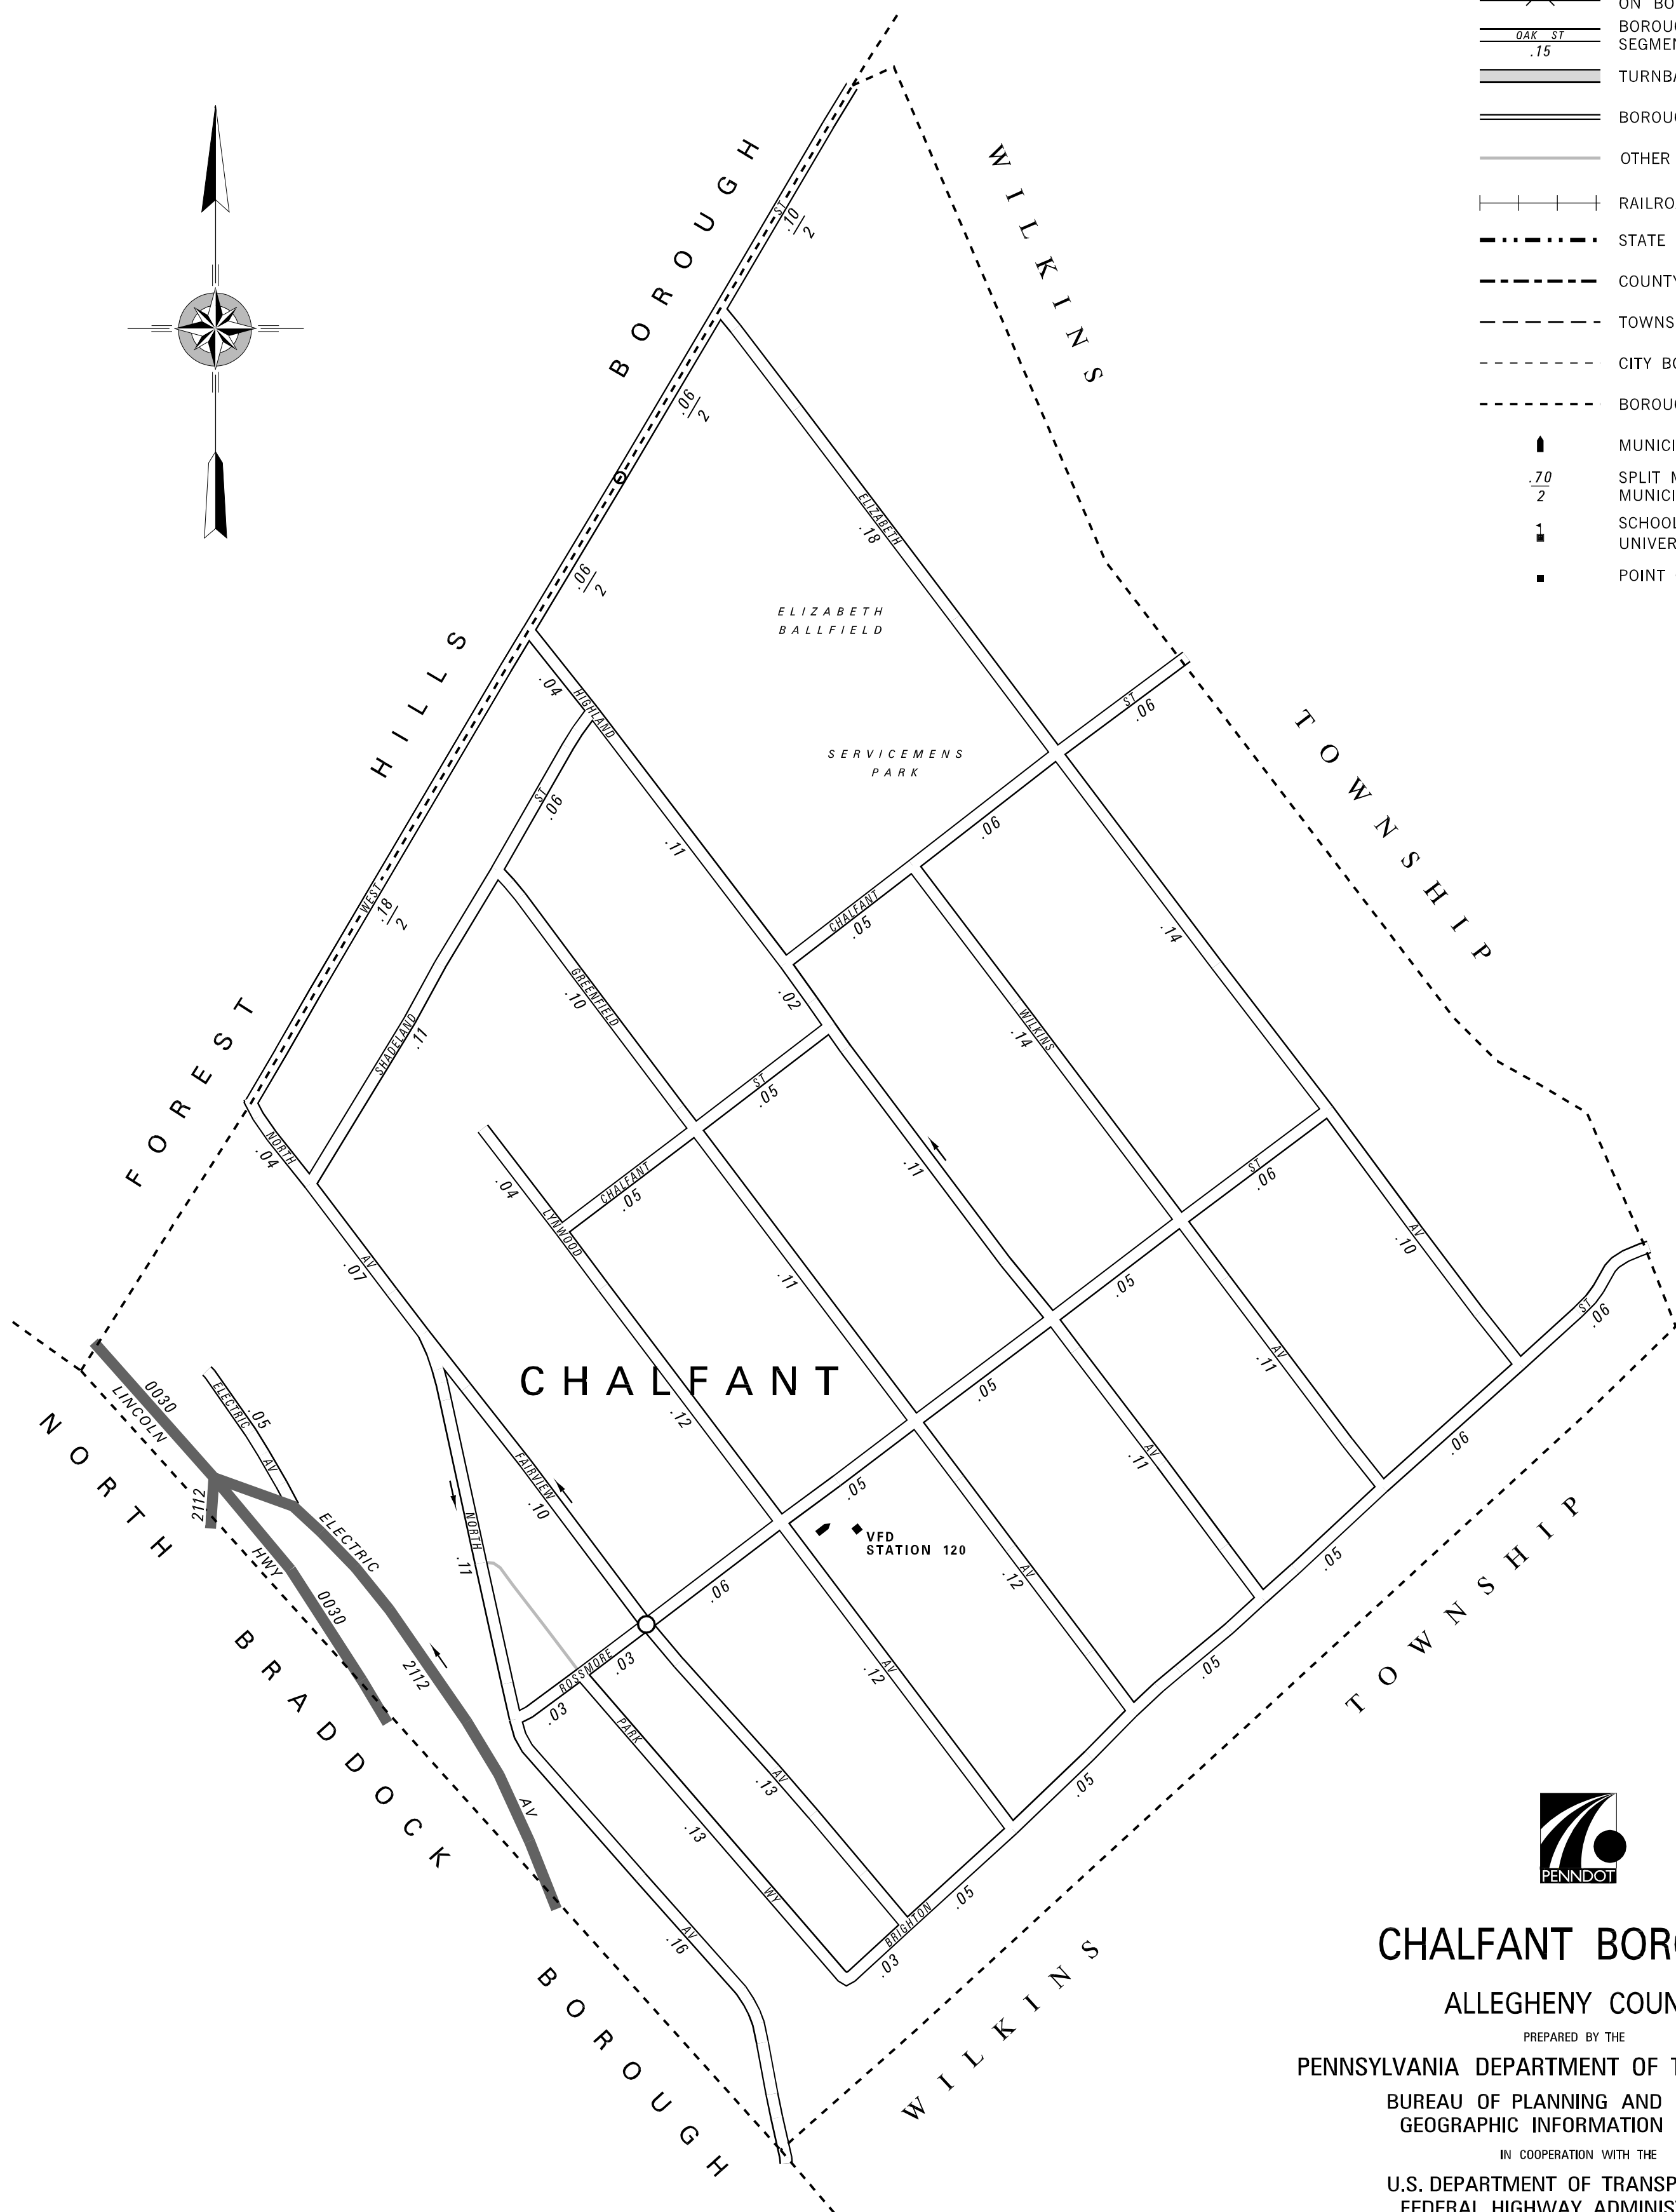 ON BO
OAK ST
.15
BOROU
SEGMEN
TURNBA
BOROUG
OTHER
RAILRO
STATE
COUNTY
TOWNS
CITY BO
BOROUG
MUNICI
.70
2
SPLIT M
MUNICI
SCHOOL
UNIVER
POINT
FOREST HILLS BOROUGH
WILKINS TOWNSHIP
WEST ST
.10
2
.06
2
.06
2
.18
2
ELIZABETH AV
.18
.14
.10
ELIZABETH
BALLFIELD
SERVICEMENS
PARK
HIGHLAND AV
.04
.11
.02
.11
.11
CHALFANT ST
.05
.06
.06
SHADELAND ST
.06
.11
GREENFIELD AV
.10
.11
.12
WILKINS AV
.14
.11
CHALFANT ST
.05
.05
LYNWOOD AV
.04
.12
.12
NORTH AV
.04
.07
NORTH AV
.11
.16
CHALFANT
FAIRVIEW AV
.10
.13
ROSSMORE ST
.03
.03
.06
.05
.05
.05
.06
VFD
STATION 120
PARK WY
.13
BRIGHTON ST
.03
.05
.05
.05
.05
.06
.06
0030
LINCOLN HWY
0030
2112
ELECTRIC AV
.05
ELECTRIC AV
2112
NORTH BRADDOCK BOROUGH
WILKINS TOWNSHIP
PENNDOT
CHALFANT BORO
ALLEGHENY COUN
PREPARED BY THE
PENNSYLVANIA DEPARTMENT OF T
BUREAU OF PLANNING AND
GEOGRAPHIC INFORMATION
IN COOPERATION WITH THE
U.S. DEPARTMENT OF TRANSP
FEDERAL HIGHWAY ADMINIS